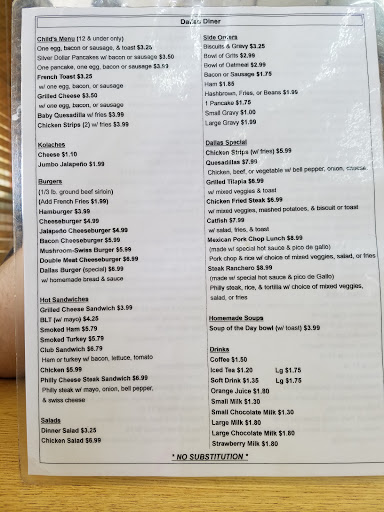 Dallas Diner
Child's Menu (12 & under only)
One egg, bacon or sausage, & toast $3.25
Silver Dollar Pancakes w/ bacon or sausage $3.50
One pancake, one egg, bacon or sausage $3.99
French Toast $3.25
w/ one egg, bacon, or sausage
Grilled Cheese $3.50
w/ one egg, bacon, or sausage
Baby Quesadilla w/ fries $3.99
Chicken Strips (2) w/ fries $3.99
Kolaches
Cheese $1.10
Jumbo Jalapeño $1.99
Burgers
(1/3 lb. ground beef sirloin)
(Add French Fries $1.99)
Hamburger $3.99
Cheeseburger $4.99
Jalapeño Cheeseburger $4.99
Bacon Cheeseburger $5.99
Mushroom-Swiss Burger $5.99
Double Meat Cheeseburger $6.99
Dallas Burger (special) $6.99
w/ homemade bread & sauce
Hot Sandwiches
Grilled Cheese Sandwich $3.99
BLT (w/ mayo) $4.25
Smoked Ham $5.79
Smoked Turkey $5.79
Club Sandwich $6.79
Ham or turkey w/ bacon, lettuce, tomato
Chicken $5.99
Philly Cheese Steak Sandwich $6.99
Philly steak w/ mayo, onion, bell pepper,
& swiss cheese
Salads
Dinner Salad $3.25
Chicken Salad $6.99
Side Orders
Biscuits & Gravy $3.25
Bowl of Grits $2.99
Bowl of Oatmeal $2.99
Bacon or Sausage $1.75
Ham $1.85
Hashbrown, Fries, or Beans $1.99
1 Pancake $1.75
Small Gravy $1.00
Large Gravy $1.99
Dallas Special
Chicken Strips (w/ fries) $5.99
Quesadillas $7.99
Chicken, beef, or vegetable w/ bell pepper, onion, cheese
Grilled Tilapia $6.99
w/ mixed veggies & toast
Chicken Fried Steak $6.99
w/ mixed veggies, mashed potatoes, & biscuit or toast
Catfish $7.99
w/ salad, fries, & toast
Mexican Pork Chop Lunch $8.99
(made w/ special hot sauce & pico de gallo)
Pork chop & rice w/ choice of mixed veggies, salad, or fries
Steak Ranchero $8.99
(made w/ special hot sauce & pico de Gallo)
Philly steak, rice, & tortilla w/ choice of mixed veggies,
salad, or fries
Homemade Soups
Soup of the Day bowl (w/ toast) $3.99
Drinks
Coffee $1.50
Iced Tea $1.20 Lg $1.75
Soft Drink $1.35 Lg $1.75
Orange Juice $1.80
Small Milk $1.30
Small Chocolate Milk $1.30
Large Milk $1.80
Large Chocolate Milk $1.80
Strawberry Milk $1.80
* NO SUBSTITUTION *